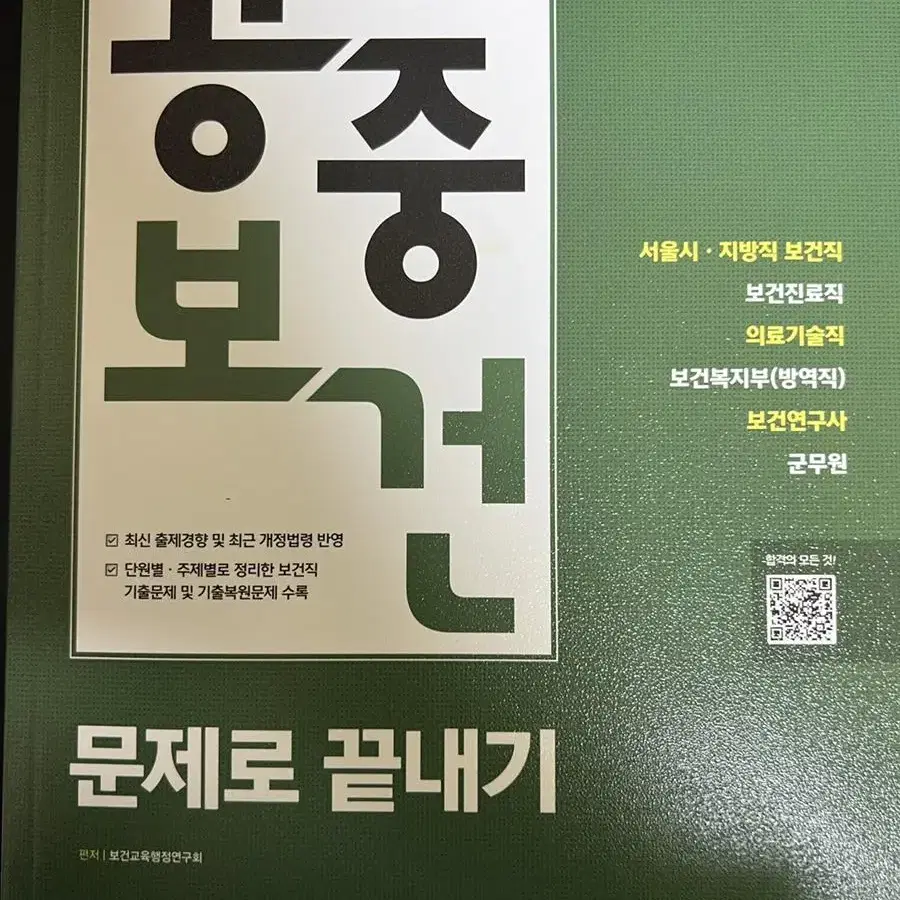 공중
보건
서울시 · 지방직 보건직
보건진료직
의료기술직
보건복지부(방역직)
보건연구사
군무원
최신 출제경향 및 최근 개정법령 반영
단원별 · 주제별로 정리한 보건직
기출문제 및 기출복원문제 수록
합격의 모든 것!
문제로 끝내기
편저 | 보건교육행정연구회